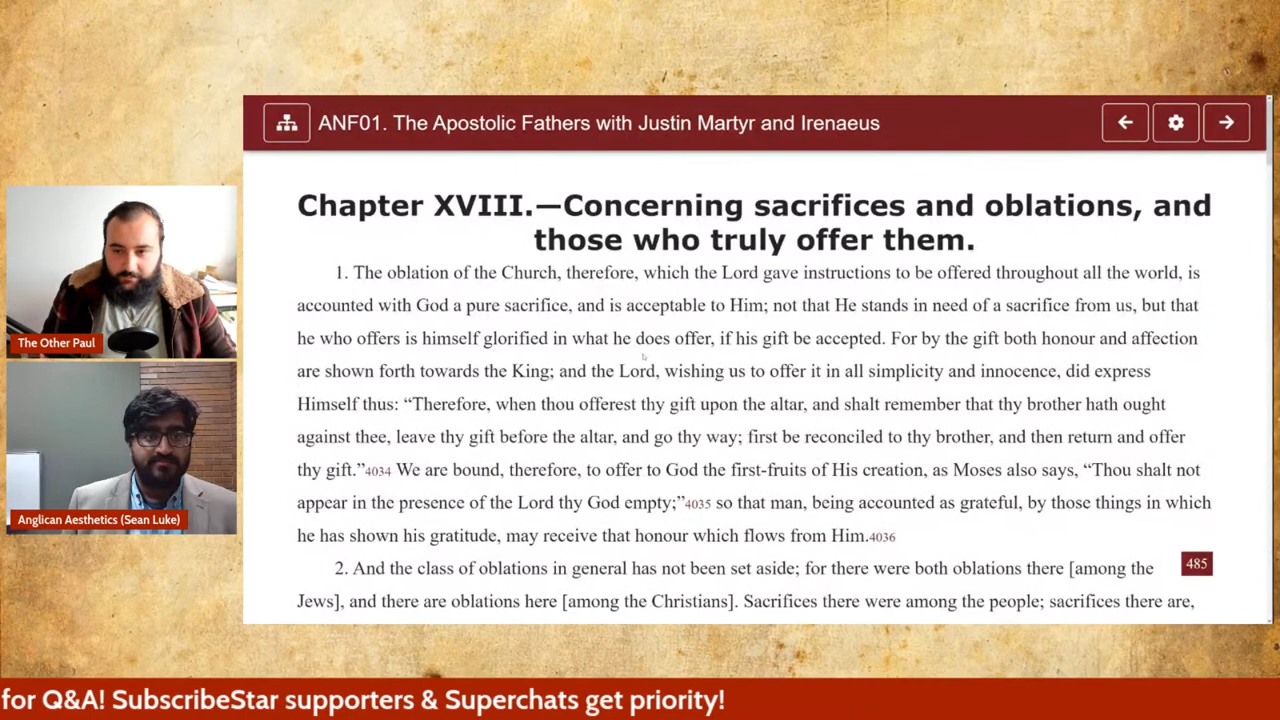 ANF01. The Apostolic Fathers with Justin Martyr and Irenaeus
Chapter XVIII.—Concerning sacrifices and oblations, and
those who truly offer them.
1. The oblation of the Church, therefore, which the Lord gave instructions to be offered throughout all the world, is
accounted with God a pure sacrifice, and is acceptable to Him; not that He stands in need of a sacrifice from us, but that
he who offers is himself glorified in what he does offer, if his gift be accepted. For by the gift both honour and affection
are shown forth towards the King; and the Lord, wishing us to offer it in all simplicity and innocence, did express
Himself thus: “Therefore, when thou offerest thy gift upon the altar, and shalt remember that thy brother hath ought
against thee, leave thy gift before the altar, and go thy way; first be reconciled to thy brother, and then return and offer
thy gift.”4034 We are bound, therefore, to offer to God the first-fruits of His creation, as Moses also says, “Thou shalt not
appear in the presence of the Lord thy God empty;”4035 so that man, being accounted as grateful, by those things in which
he has shown his gratitude, may receive that honour which flows from Him.4036
2. And the class of oblations in general has not been set aside; for there were both oblations there [among the
485
Jews], and there are oblations here [among the Christians]. Sacrifices there were among the people; sacrifices there are,
The Other Paul
Anglican Aesthetics (Sean Luke)
for Q&A! SubscribeStar supporters & Superchats get priority!